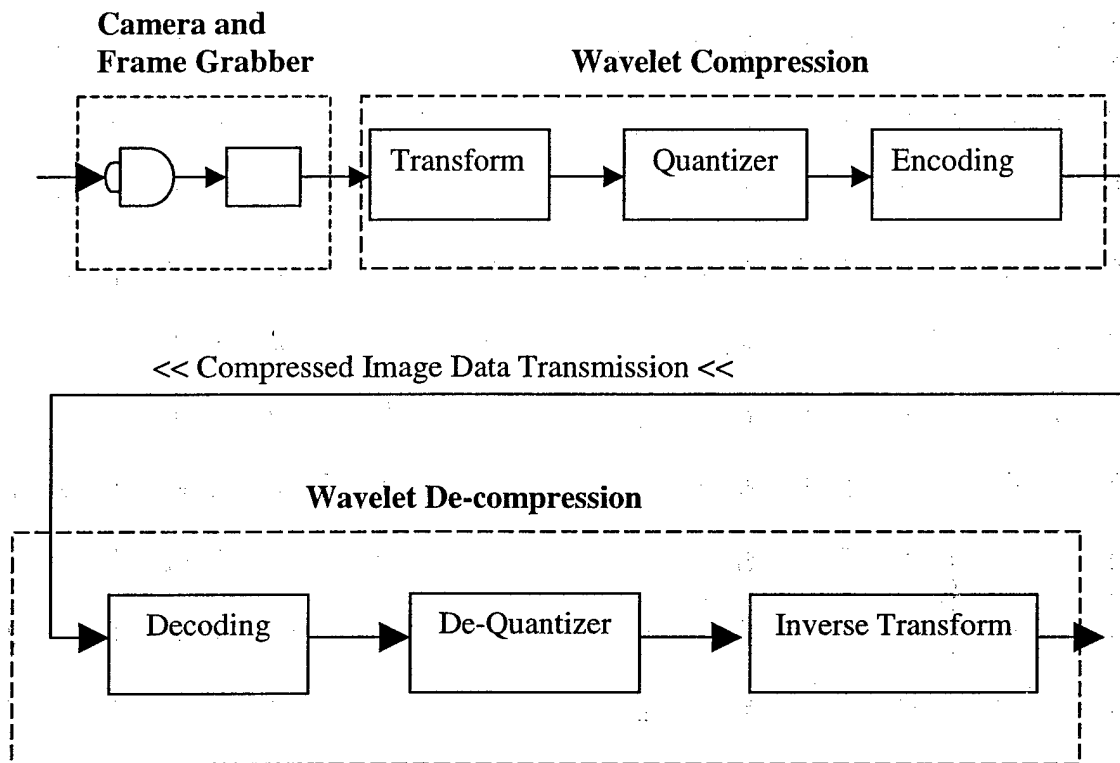 Camera and
Frame Grabber
Wavelet Compression
Transform
Quantizer
Encoding
<< Compressed Image Data Transmission <<
Wavelet De-compression
Decoding
De-Quantizer
Inverse Transform